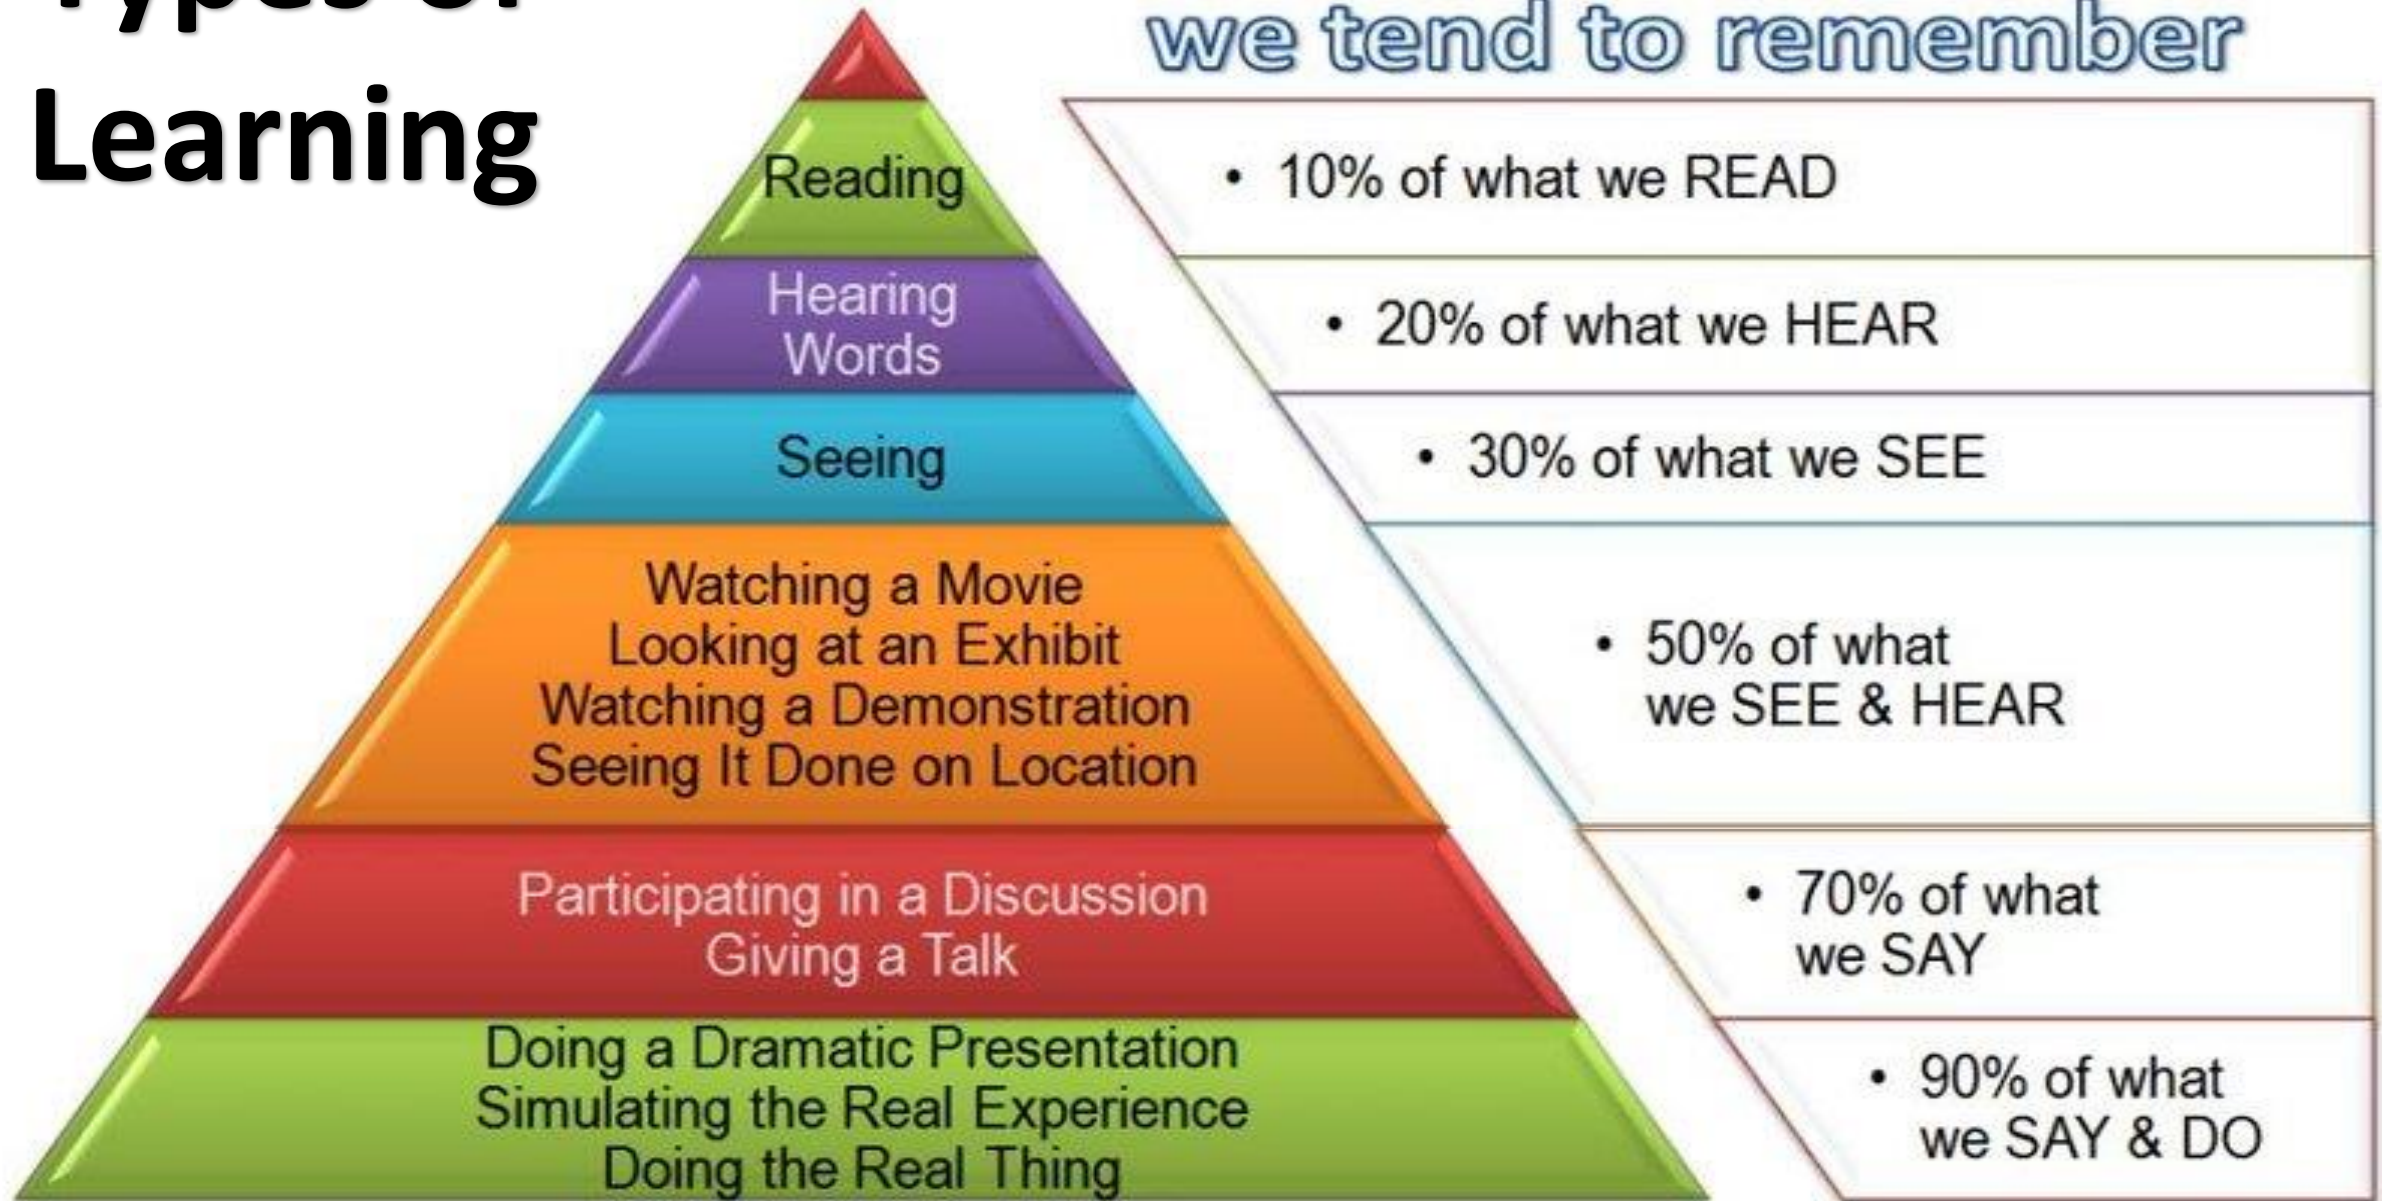 Types of
Learning
we tend to remember
Reading
• 10% of what we READ
Hearing
Words
• 20% of what we HEAR
Seeing
• 30% of what we SEE
Watching a Movie
Looking at an Exhibit
Watching a Demonstration
Seeing It Done on Location
• 50% of what
we SEE & HEAR
Participating in a Discussion
Giving a Talk
• 70% of what
we SAY
Doing a Dramatic Presentation
Simulating the Real Experience
Doing the Real Thing
• 90% of what
we SAY & DO